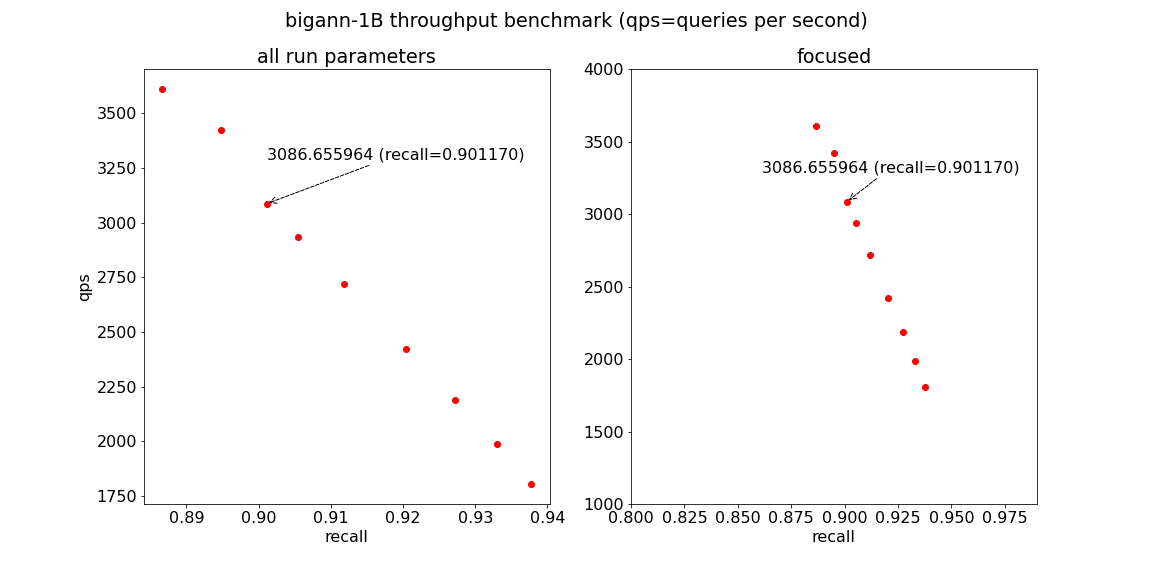 bigann-1B throughput benchmark (qps=queries per second)
all run parameters
3500
3250
3000
2750
2500
2250
2000
1750
qps
3086.655964 (recall=0.901170)
0.89 0.90 0.91 0.92 0.93 0.94
recall
focused
4000
3500
3000
2500
2000
1500
1000
3086.655964 (recall=0.901170)
0.800 0.825 0.850 0.875 0.900 0.925 0.950 0.975
recall